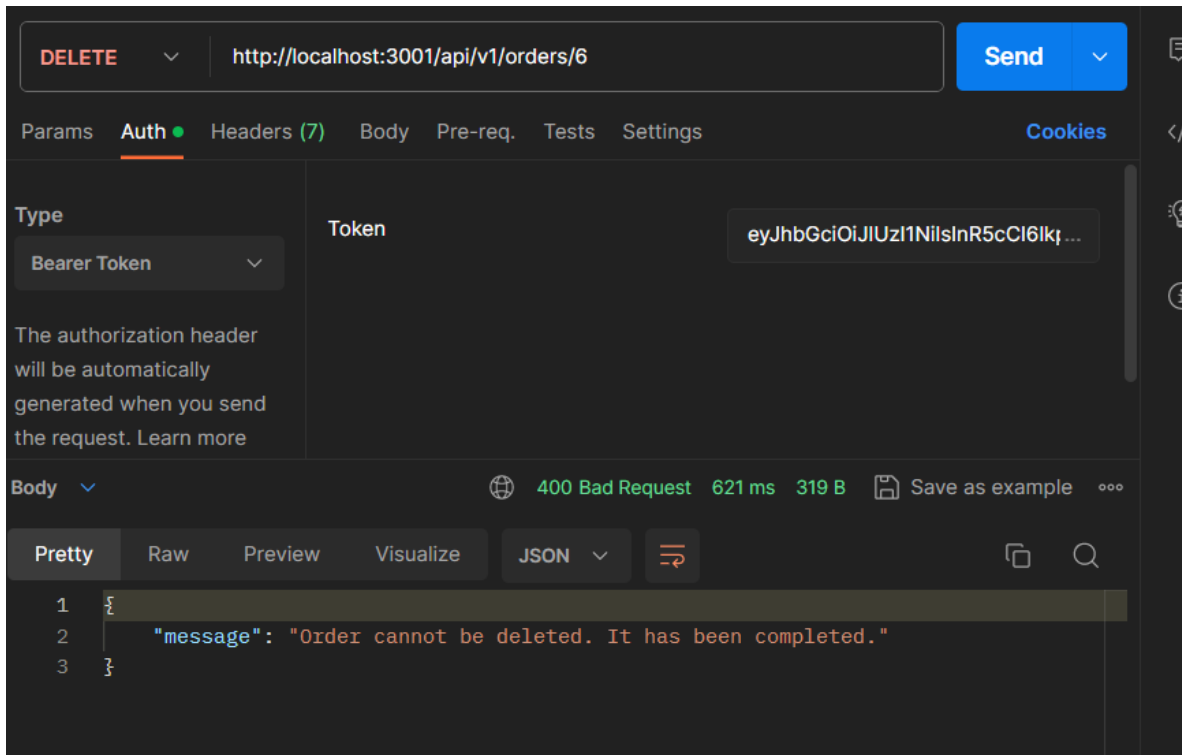 DELETE http://localhost:3001/api/v1/orders/6 Send
Params Auth Headers (7) Body Pre-req. Tests Settings Cookies
Type
Token eyJhbGciOiJIUzI1NiIsInR5cCI6Ikp...
Bearer Token
The authorization header
will be automatically
generated when you send
the request. Learn more
Body 400 Bad Request 621 ms 319 B Save as example
Pretty Raw Preview Visualize JSON
1 {
2 "message": "Order cannot be deleted. It has been completed."
3 }